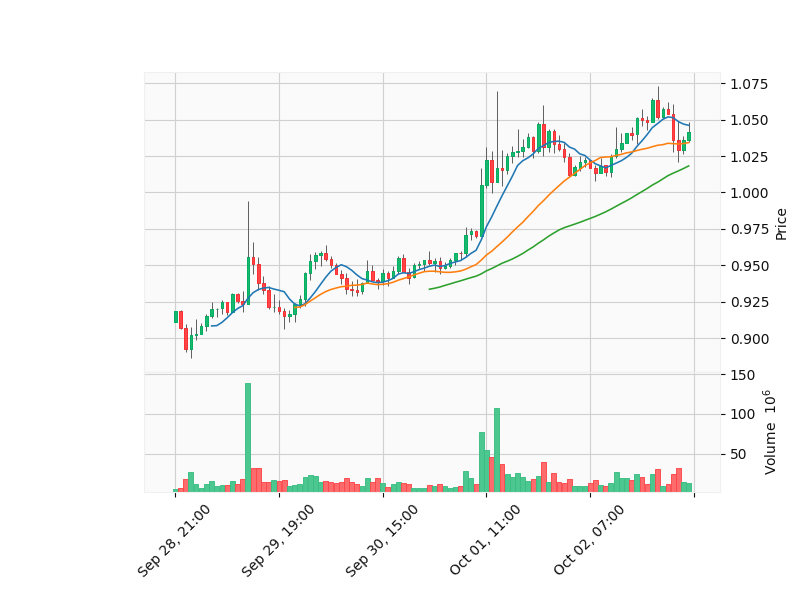 1.075
1.050
1.025
1.000
0.975
0.950
0.925
0.900
Price
150
100
50
Volume 10^6
Sep 28, 21:00
Sep 29, 19:00
Sep 30, 15:00
Oct 01, 11:00
Oct 02, 07:00